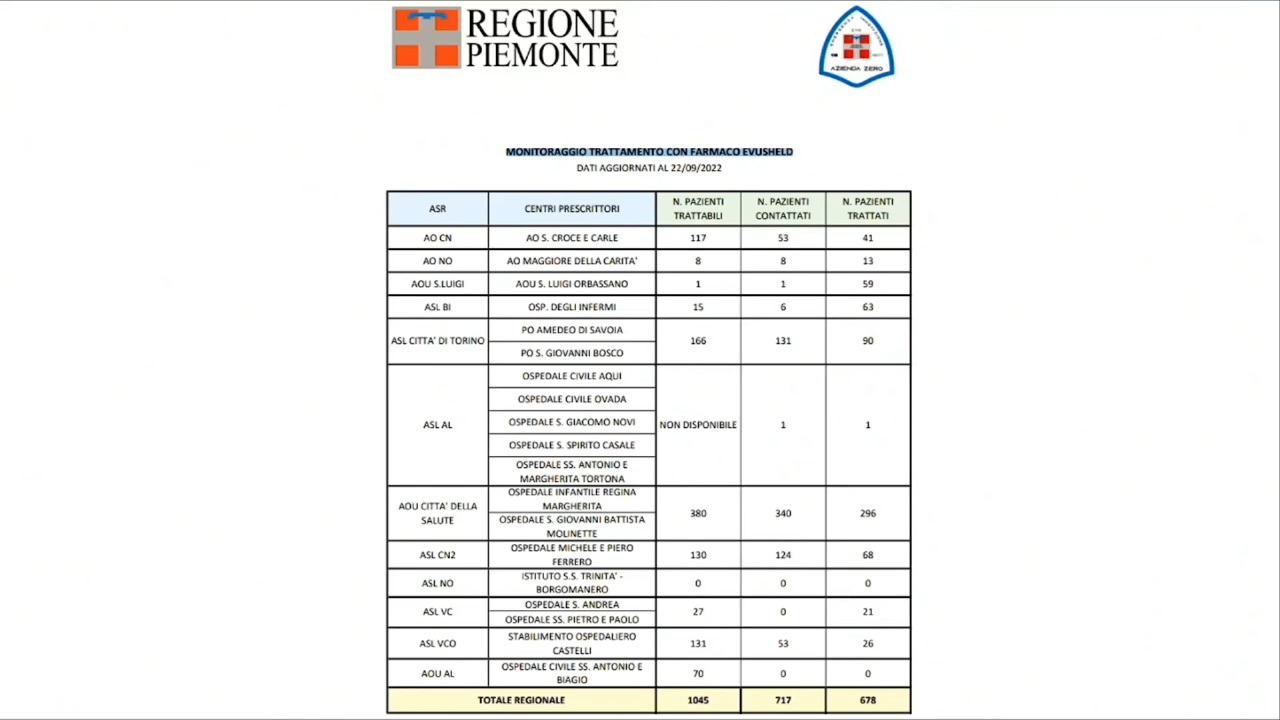 REGIONE
PIEMONTE
AZIENDA ZERO
MONITORAGGIO TRATTAMENTO CON FARMACO EVUSHELD
DATI AGGIORNATI AL 22/09/2022
ASR CENTRI PRESCRITTORI N. PAZIENTI TRATTABILI N. PAZIENTI CONTATTATI N. PAZIENTI TRATTATI
AO CN AO S. CROCE E CARLE 117 53 41
AO NO AO MAGGIORE DELLA CARITA' 8 8 13
AOU S.LUIGI AOU S. LUIGI ORBASSANO 1 1 59
ASL BI OSP. DEGLI INFERMI 15 6 63
PO AMEDEO DI SAVOIA
ASL CITTA' DI TORINO 166 131 90
PO S. GIOVANNI BOSCO
OSPEDALE CIVILE AQUI
OSPEDALE CIVILE OVADA
ASL AL OSPEDALE S. GIACOMO NOVI NON DISPONIBILE 1 1
OSPEDALE S. SPIRITO CASALE
OSPEDALE SS. ANTONIO E
MARGHERITA TORTONA
OSPEDALE INFANTILE REGINA
MARGHERITA
AOU CITTA' DELLA SALUTE 380 340 296
OSPEDALE S. GIOVANNI BATTISTA
MOLINETTE
ASL CN2 OSPEDALE MICHELE E PIERO FERRERO 130 124 68
ASL NO ISTITUTO S.S. TRINITA' - BORGOMANERO 0 0 0
OSPEDALE S. ANDREA
ASL VC 27 0 21
OSPEDALE SS. PIETRO E PAOLO
ASL VCO STABILIMENTO OSPEDALIERO CASTELLI 131 53 26
AOU AL OSPEDALE CIVILE SS. ANTONIO E BIAGIO 70 0 0
TOTALE REGIONALE 1045 717 678